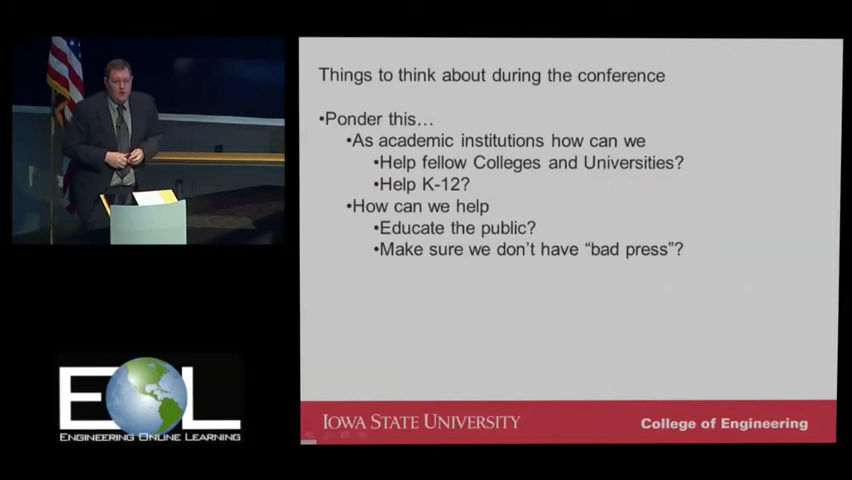 Things to think about during the conference
•Ponder this…
•As academic institutions how can we
•Help fellow Colleges and Universities?
•Help K-12?
•How can we help
•Educate the public?
•Make sure we don't have “bad press”?
IOWA STATE UNIVERSITY
College of Engineering
EOL
ENGINEERING ONLINE LEARNING